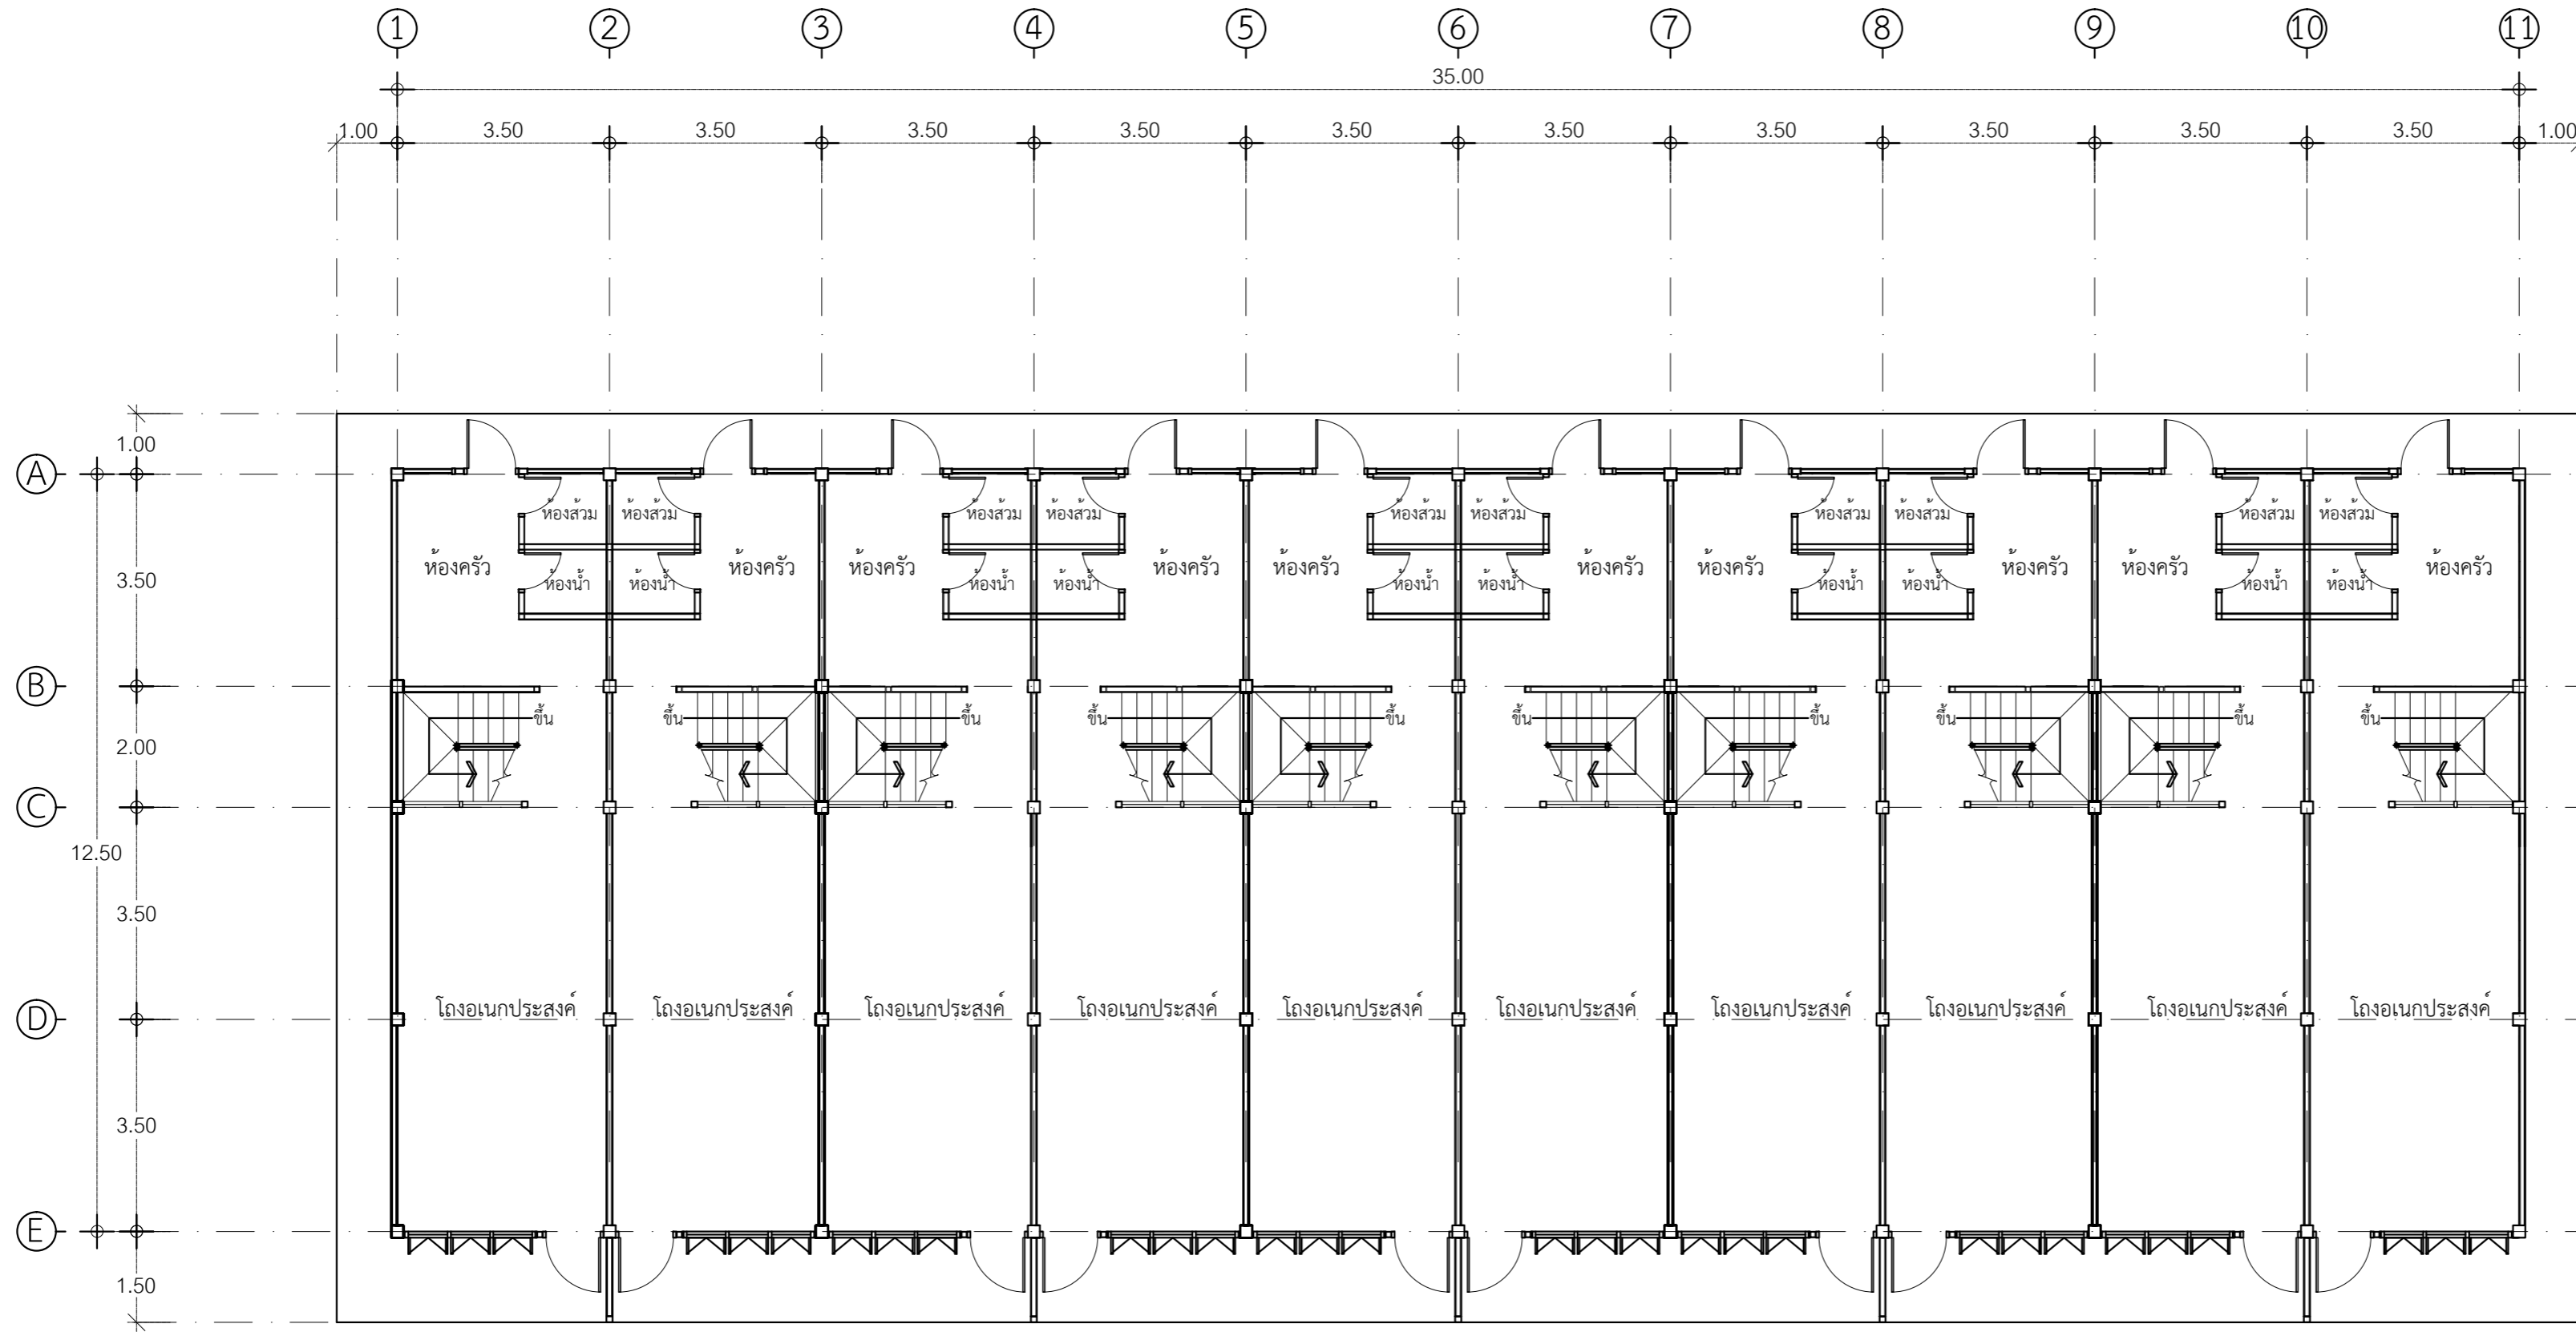 1 2 3 4 5 6 7 8 9 10 11
35.00
1.00 3.50 3.50 3.50 3.50 3.50 3.50 3.50 3.50 3.50 3.50 1.00
1.00
A
ห้องส้วม ห้องส้วม ห้องส้วม ห้องส้วม ห้องส้วม ห้องส้วม ห้องส้วม ห้องส้วม ห้องส้วม ห้องส้วม
3.50 ห้องครัว ห้องครัว ห้องครัว ห้องครัว ห้องครัว ห้องครัว ห้องครัว ห้องครัว ห้องครัว ห้องครัว
ห้องน้ำ ห้องน้ำ ห้องน้ำ ห้องน้ำ ห้องน้ำ ห้องน้ำ ห้องน้ำ ห้องน้ำ ห้องน้ำ ห้องน้ำ
B
ขึ้น ขึ้น ขึ้น ขึ้น ขึ้น ขึ้น ขึ้น ขึ้น ขึ้น ขึ้น
2.00
C
12.50
3.50
โถงอเนกประสงค์ โถงอเนกประสงค์ โถงอเนกประสงค์ โถงอเนกประสงค์ โถงอเนกประสงค์ โถงอเนกประสงค์ โถงอเนกประสงค์ โถงอเนกประสงค์ โถงอเนกประสงค์ โถงอเนกประสงค์
D
3.50
E
1.50